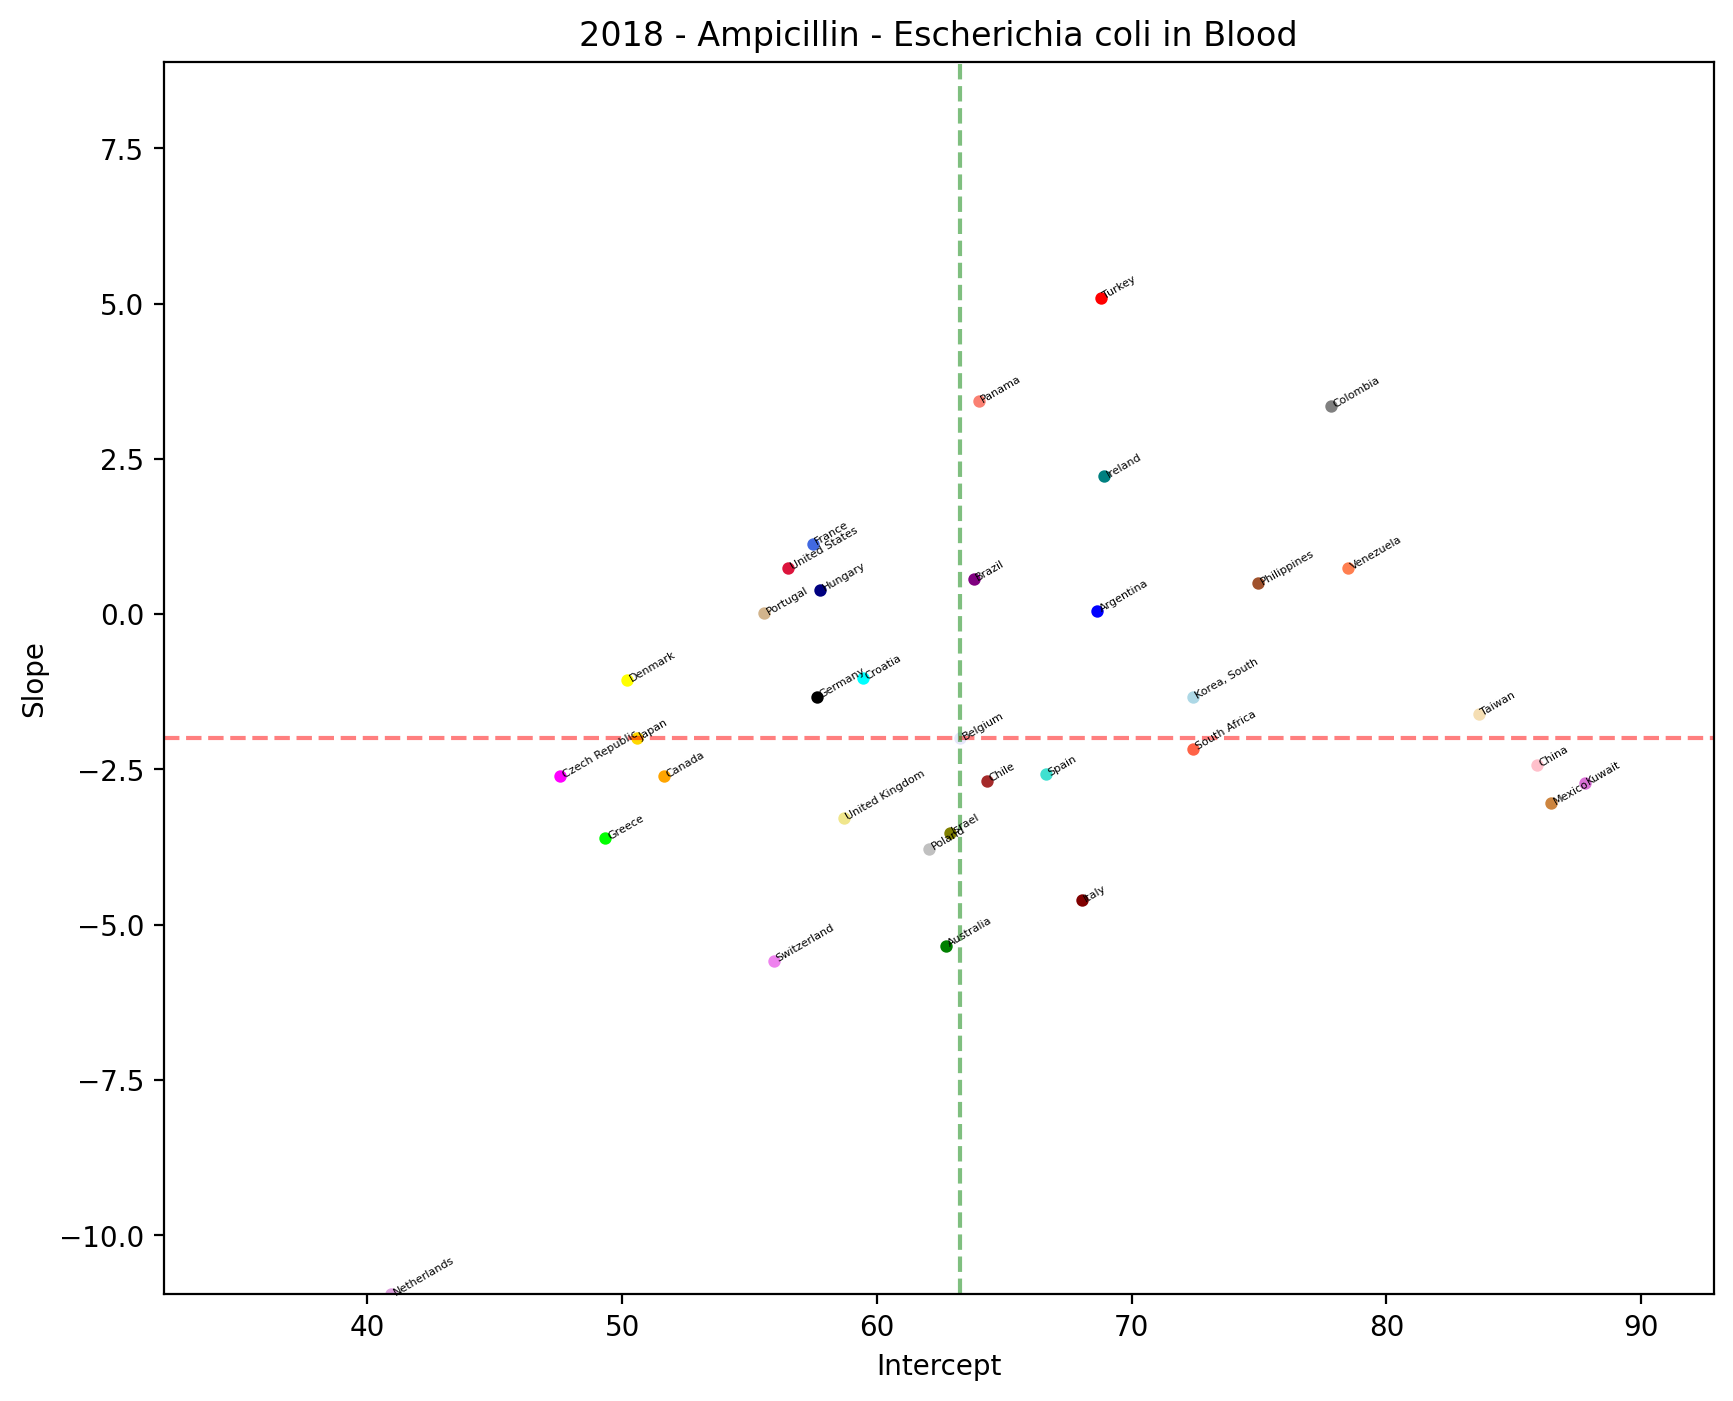 2018 - Ampicillin - Escherichia coli in Blood
7.5
5.0
2.5
0.0
−2.5
−5.0
−7.5
−10.0
Slope
Turkey
Panama
Colombia
Ireland
France
United States
Hungary
Portugal
Brazil
Argentina
Philippines
Venezuela
Denmark
Germany
Croatia
Korea, South
Taiwan
Japan
Czech Republic
Canada
Belgium
South Africa
Chile
Spain
China
Kuwait
Mexico
United Kingdom
Greece
Israel
Poland
Italy
Australia
Switzerland
Netherlands
40 50 60 70 80 90
Intercept